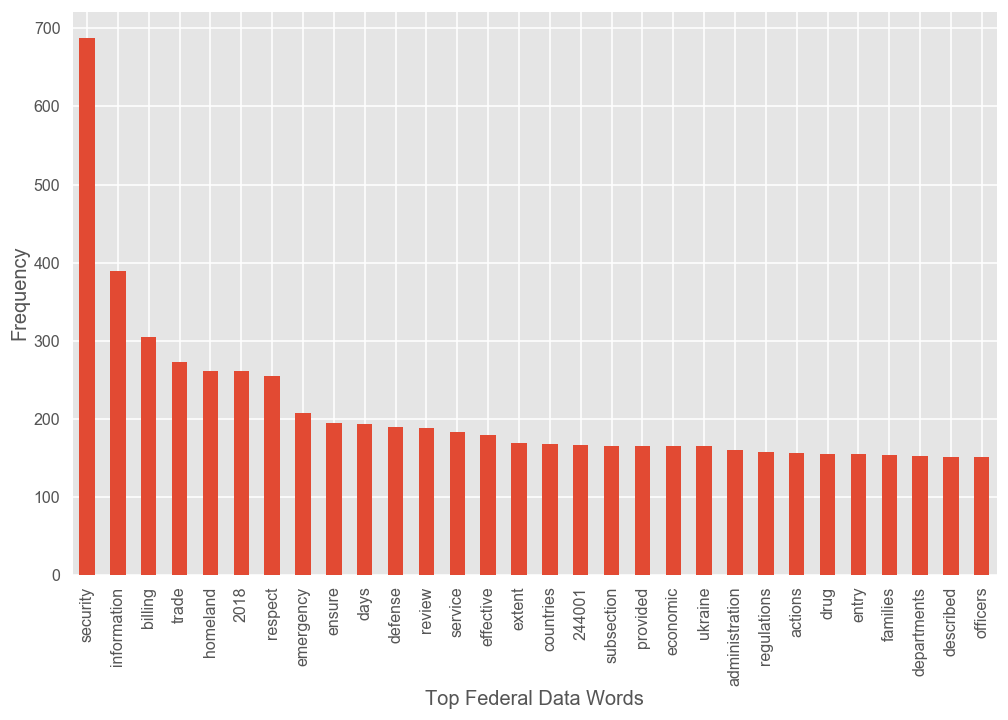 700
600
500
400
300
200
100
0
Frequency
security
information
billing
trade
homeland
2018
respect
emergency
ensure
days
defense
review
service
effective
extent
countries
244001
subsection
provided
economic
ukraine
administration
regulations
actions
drug
entry
families
departments
described
officers
Top Federal Data Words